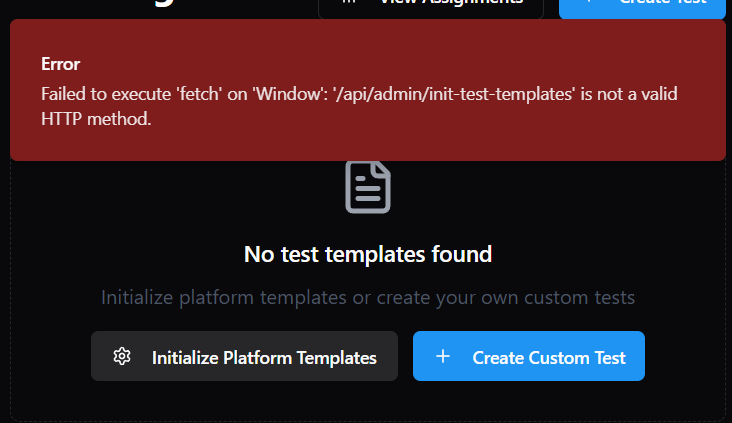 View Assignments
Create Test
Error
Failed to execute 'fetch' on 'Window': '/api/admin/init-test-templates' is not a valid
HTTP method.
No test templates found
Initialize platform templates or create your own custom tests
Initialize Platform Templates
Create Custom Test